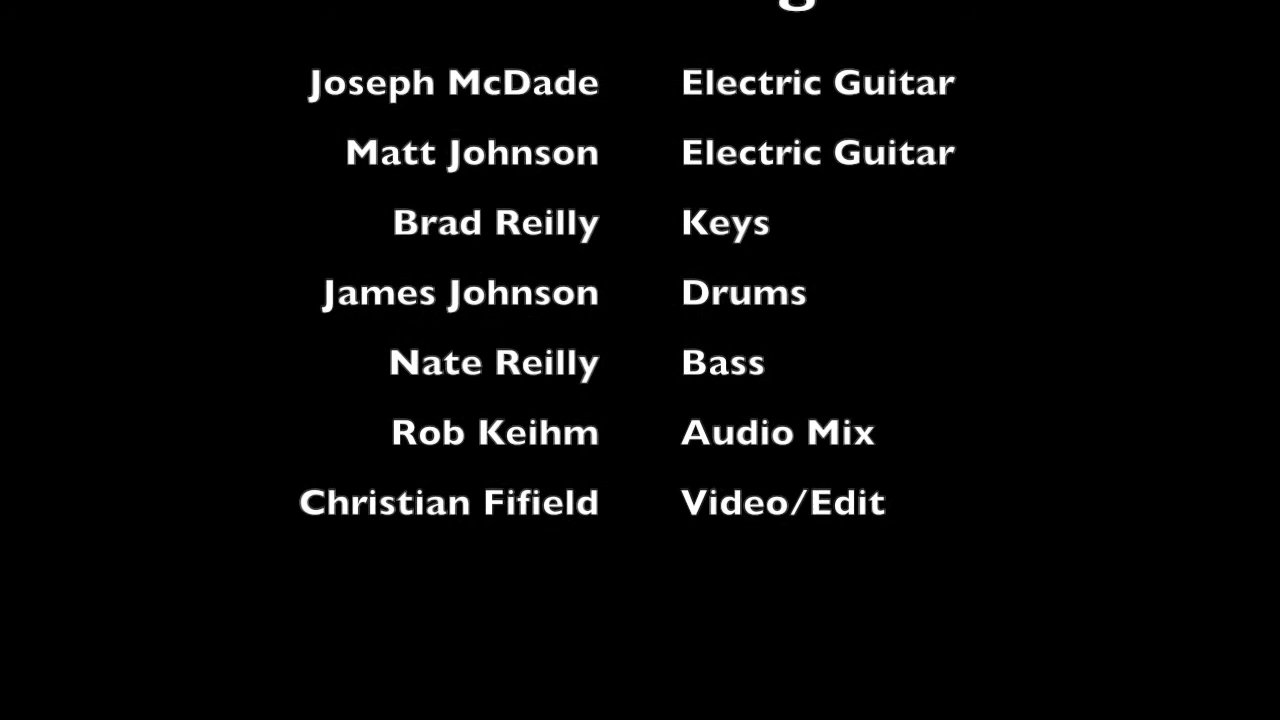 Joseph McDade Electric Guitar
Matt Johnson Electric Guitar
Brad Reilly Keys
James Johnson Drums
Nate Reilly Bass
Rob Keihm Audio Mix
Christian Fifield Video/Edit